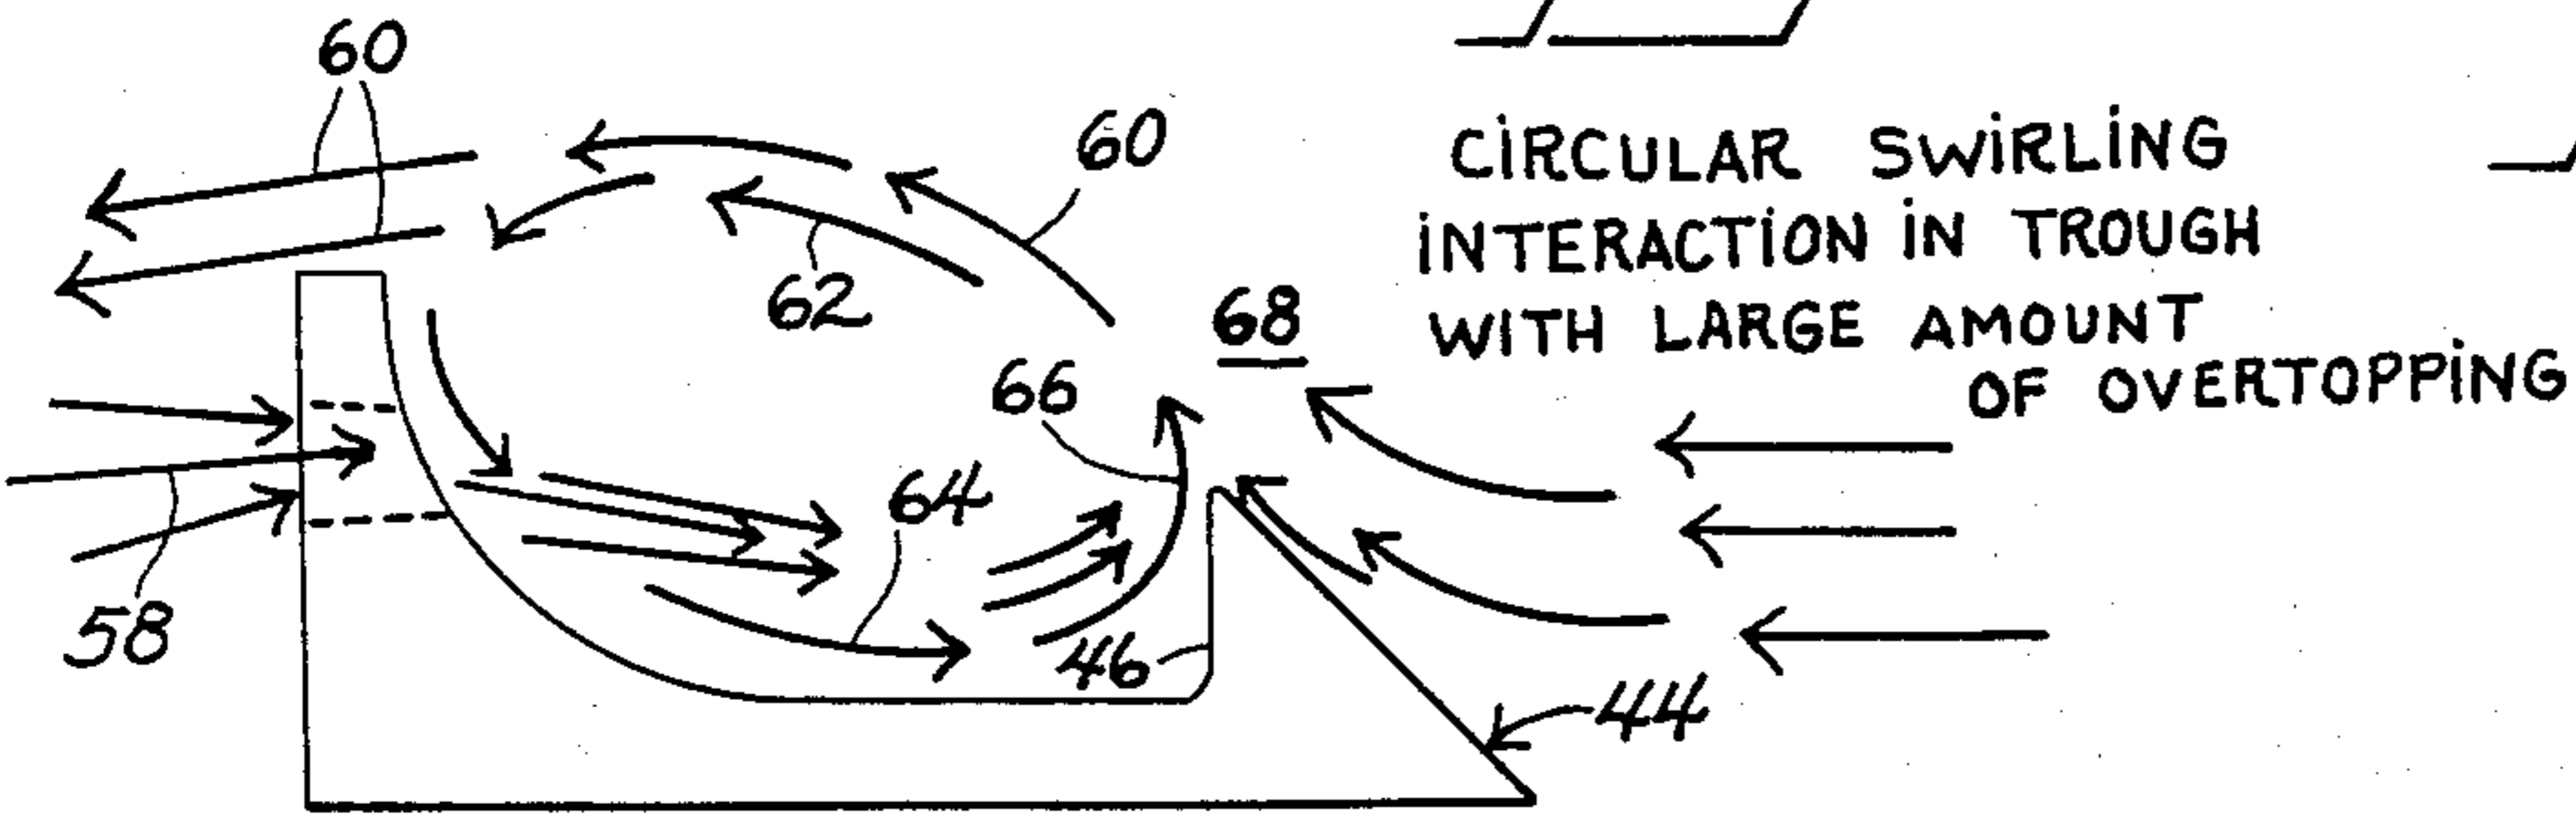 60
60
CiRCULAR SWiRLiNG
iNTERACTiON iN TROUGH
WITH LARGE AMOUNT
OF OVERTOPPiNG
62
68
66
64
58
46
44